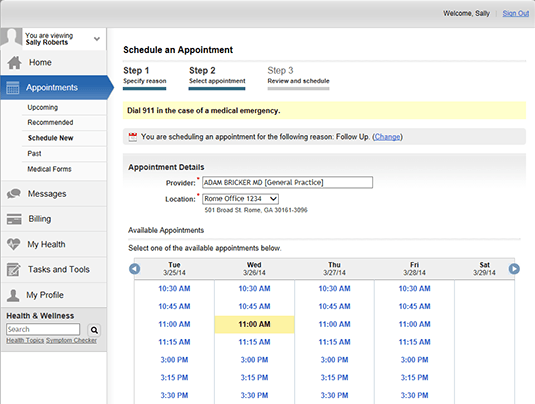 Welcome, Sally Sign Out
You are viewing
Sally Roberts
Home
Appointments
Upcoming
Recommended
Schedule New
Past
Medical Forms
Messages
Billing
My Health
Tasks and Tools
My Profile
Health & Wellness
Search
Health Topics Symptom Checker
Schedule an Appointment
Step 1 Step 2 Step 3
Specify reason Select appointment Review and schedule
Dial 911 in the case of a medical emergency.
You are scheduling an appointment for the following reason: Follow Up. (Change)
Appointment Details
Provider: * ADAM BRICKER MD [General Practice]
Location: * Rome Office 1234
501 Broad St. Rome, GA 30161-3096
Available Appointments
Select one of the available appointments below.
Tue Wed Thu Fri Sat
3/25/14 3/26/14 3/27/14 3/28/14 3/29/14
10:30 AM 10:30 AM 10:30 AM 10:30 AM
10:45 AM 10:45 AM 10:45 AM 10:45 AM
11:00 AM 11:00 AM 11:00 AM 11:00 AM
11:15 AM 11:15 AM 11:15 AM 11:15 AM
3:00 PM 3:00 PM 3:00 PM 3:00 PM
3:15 PM 3:15 PM 3:15 PM 3:15 PM
3:30 PM 3:30 PM 3:30 PM 3:30 PM